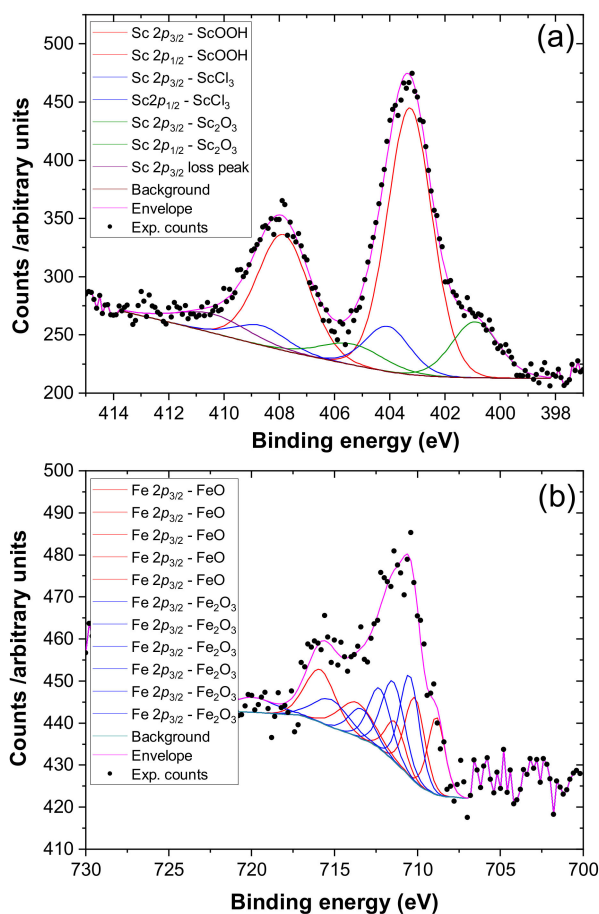 (a)
Sc 2p3/2 - ScOOH
Sc 2p1/2 - ScOOH
Sc 2p3/2 - ScCl3
Sc2p1/2 - ScCl3
Sc 2p3/2 - Sc2O3
Sc 2p1/2 - Sc2O3
Sc 2p3/2 loss peak
Background
Envelope
Exp. counts
Counts /arbitrary units
500
450
400
350
300
250
200
414 412 410 408 406 404 402 400 398
Binding energy (eV)
(b)
Fe 2p3/2 - FeO
Fe 2p3/2 - FeO
Fe 2p3/2 - FeO
Fe 2p3/2 - FeO
Fe 2p3/2 - FeO
Fe 2p3/2 - Fe2O3
Fe 2p3/2 - Fe2O3
Fe 2p3/2 - Fe2O3
Fe 2p3/2 - Fe2O3
Fe 2p3/2 - Fe2O3
Fe 2p3/2 - Fe2O3
Background
Envelope
Exp. counts
Counts /arbitrary units
500
490
480
470
460
450
440
430
420
410
730 725 720 715 710 705 700
Binding energy (eV)